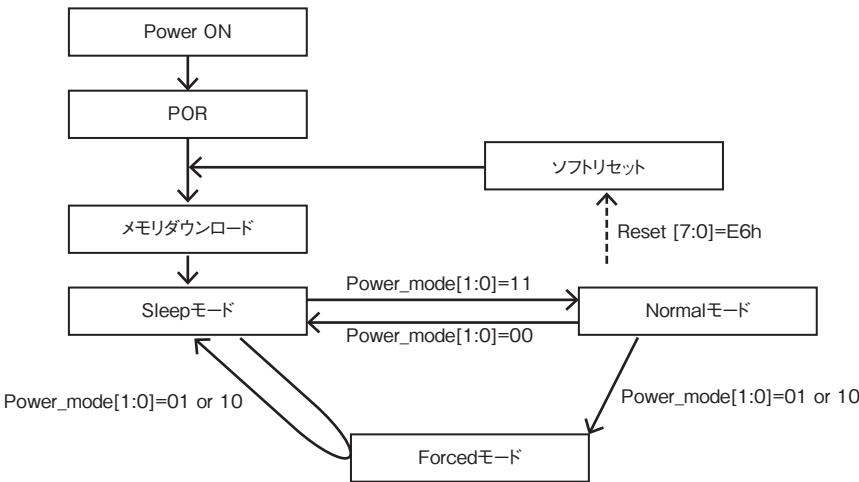 Power ON
POR
ソフトリセット
メモリダウンロード
Reset [7:0]=E6h
Power_mode[1:0]=11
Sleepモード
Normalモード
Power_mode[1:0]=00
Power_mode[1:0]=01 or 10
Power_mode[1:0]=01 or 10
Forcedモード